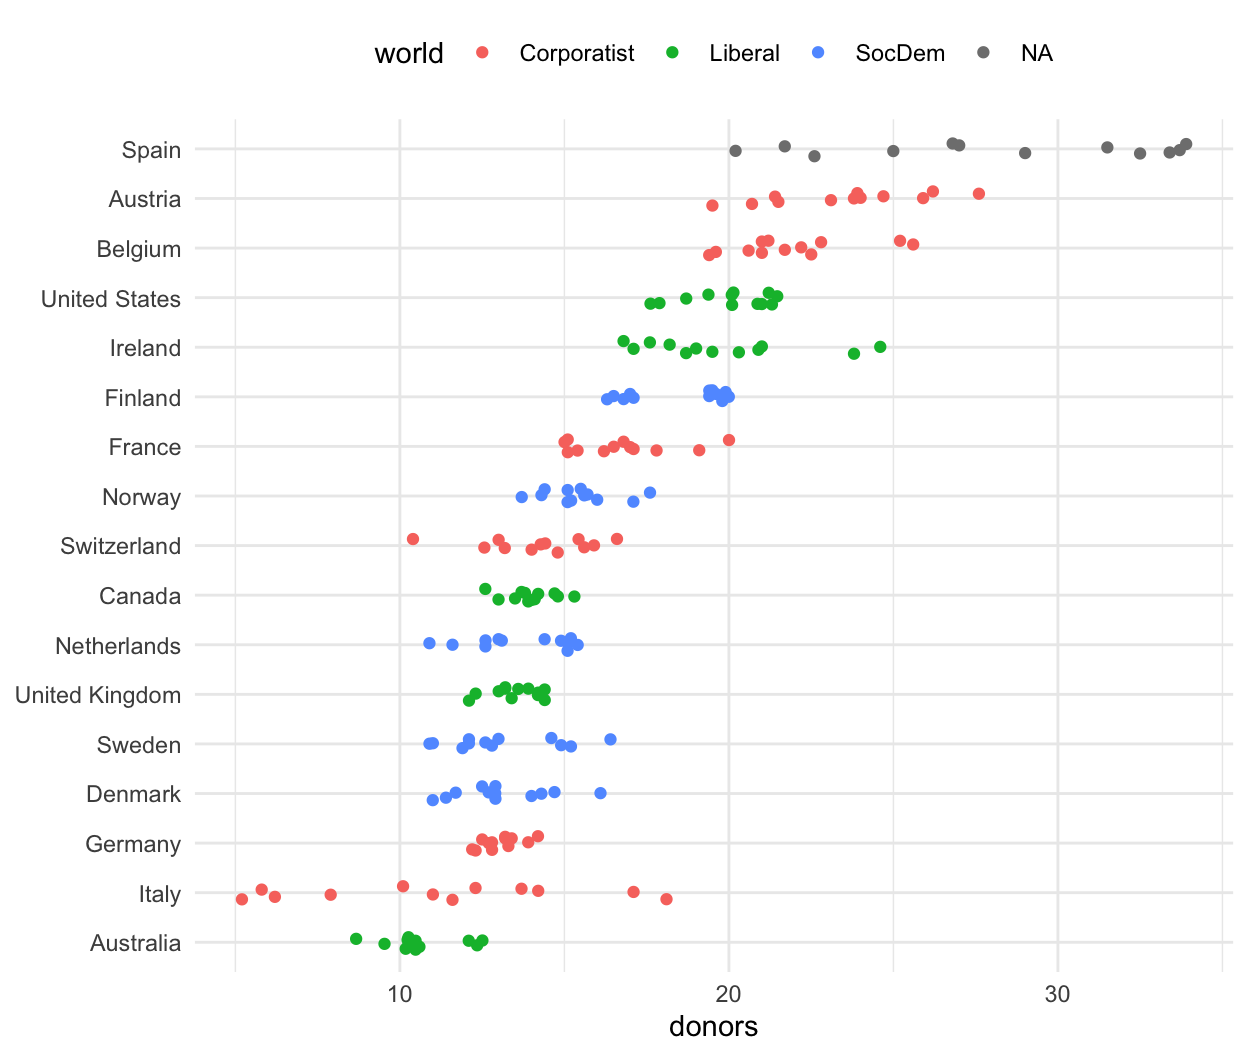 world Corporatist Liberal SocDem NA
Spain
Austria
Belgium
United States
Ireland
Finland
France
Norway
Switzerland
Canada
Netherlands
United Kingdom
Sweden
Denmark
Germany
Italy
Australia
10 20 30
donors